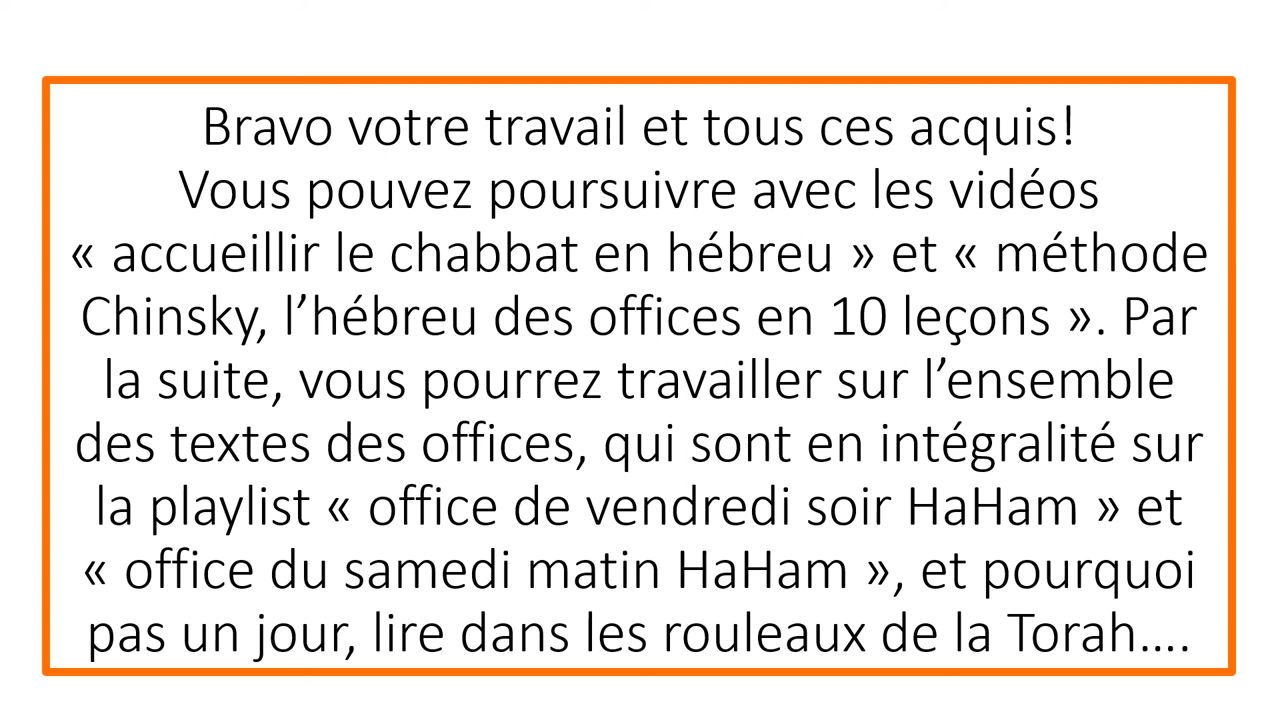 Bravo votre travail et tous ces acquis!
Vous pouvez poursuivre avec les vidéos
« accueillir le chabbat en hébreu » et « méthode
Chinsky, l’hébreu des offices en 10 leçons ». Par
la suite, vous pourrez travailler sur l’ensemble
des textes des offices, qui sont en intégralité sur
la playlist « office de vendredi soir HaHam » et
« office du samedi matin HaHam », et pourquoi
pas un jour, lire dans les rouleaux de la Torah….